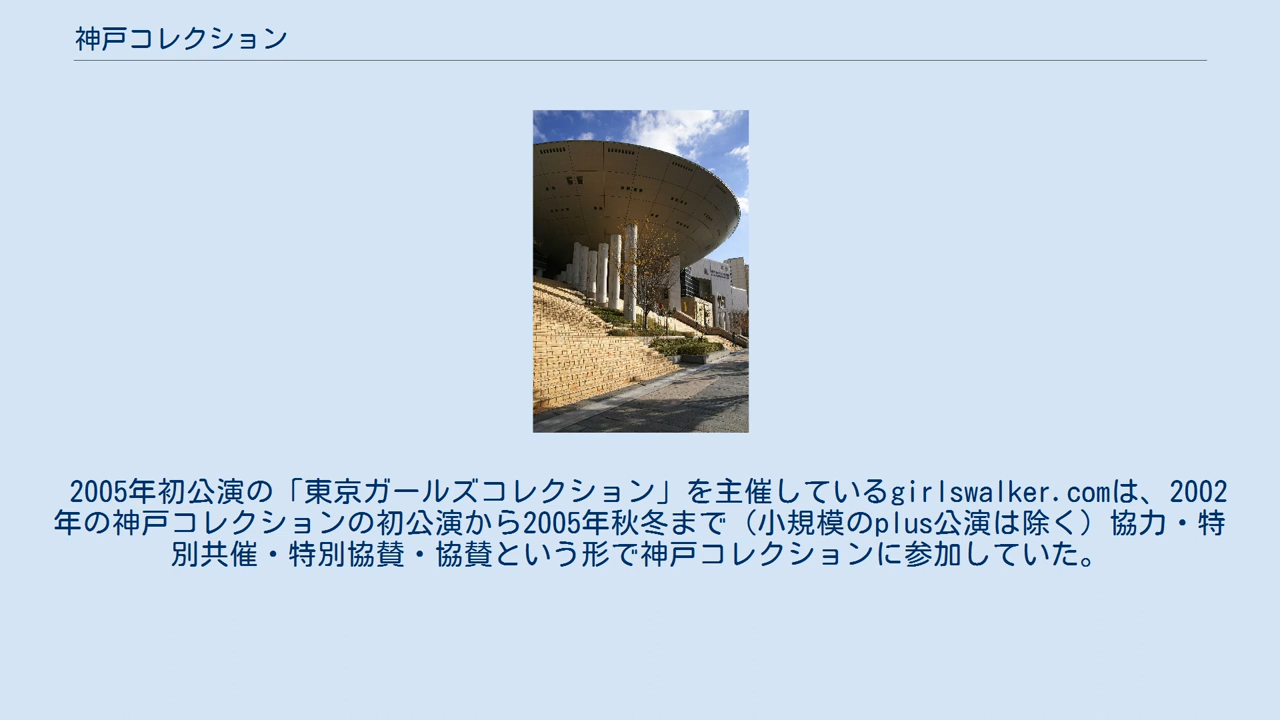 神戸コレクション
2005年初公演の「東京ガールズコレクション」を主催しているgirlswalker.comは、2002
年の神戸コレクションの初公演から2005年秋冬まで（小規模のplus公演は除く）協力・特
別共催・特別協賛・協賛という形で神戸コレクションに参加していた。